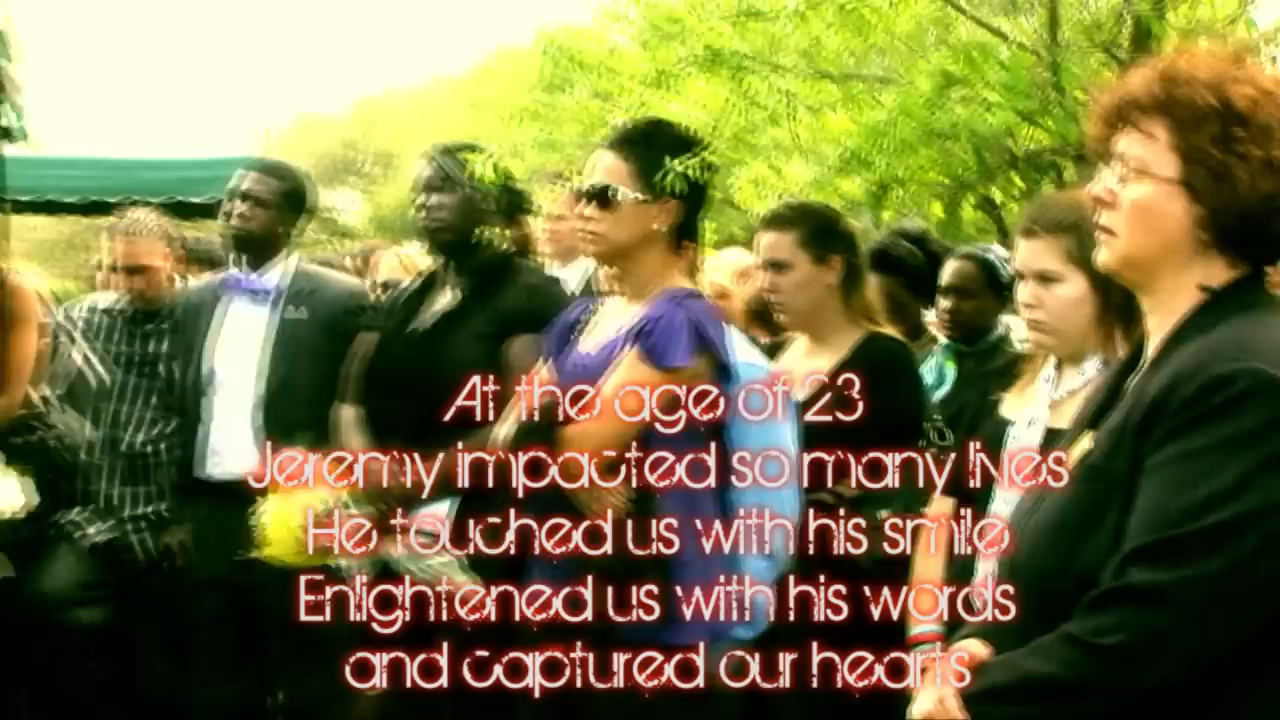 At the age of 23
Jeremy impacted so many lives
He touched us with his smile
Enlightened us with his words
and captured our hearts